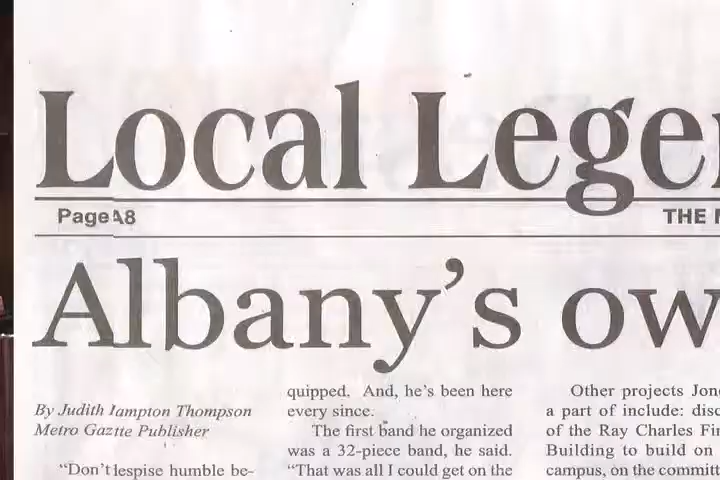 Local Lege
Page A8
THE
Albany's ow
By Judith Hampton Thompson
Metro Gazette Publisher
"Don't despise humble be-
quipped. And, he's been here
every since.
The first band he organized
was a 32-piece band, he said.
"That was all I could get on the
Other projects Jon
a part of include: disc
of the Ray Charles Fir
Building to build on
campus, on the committ